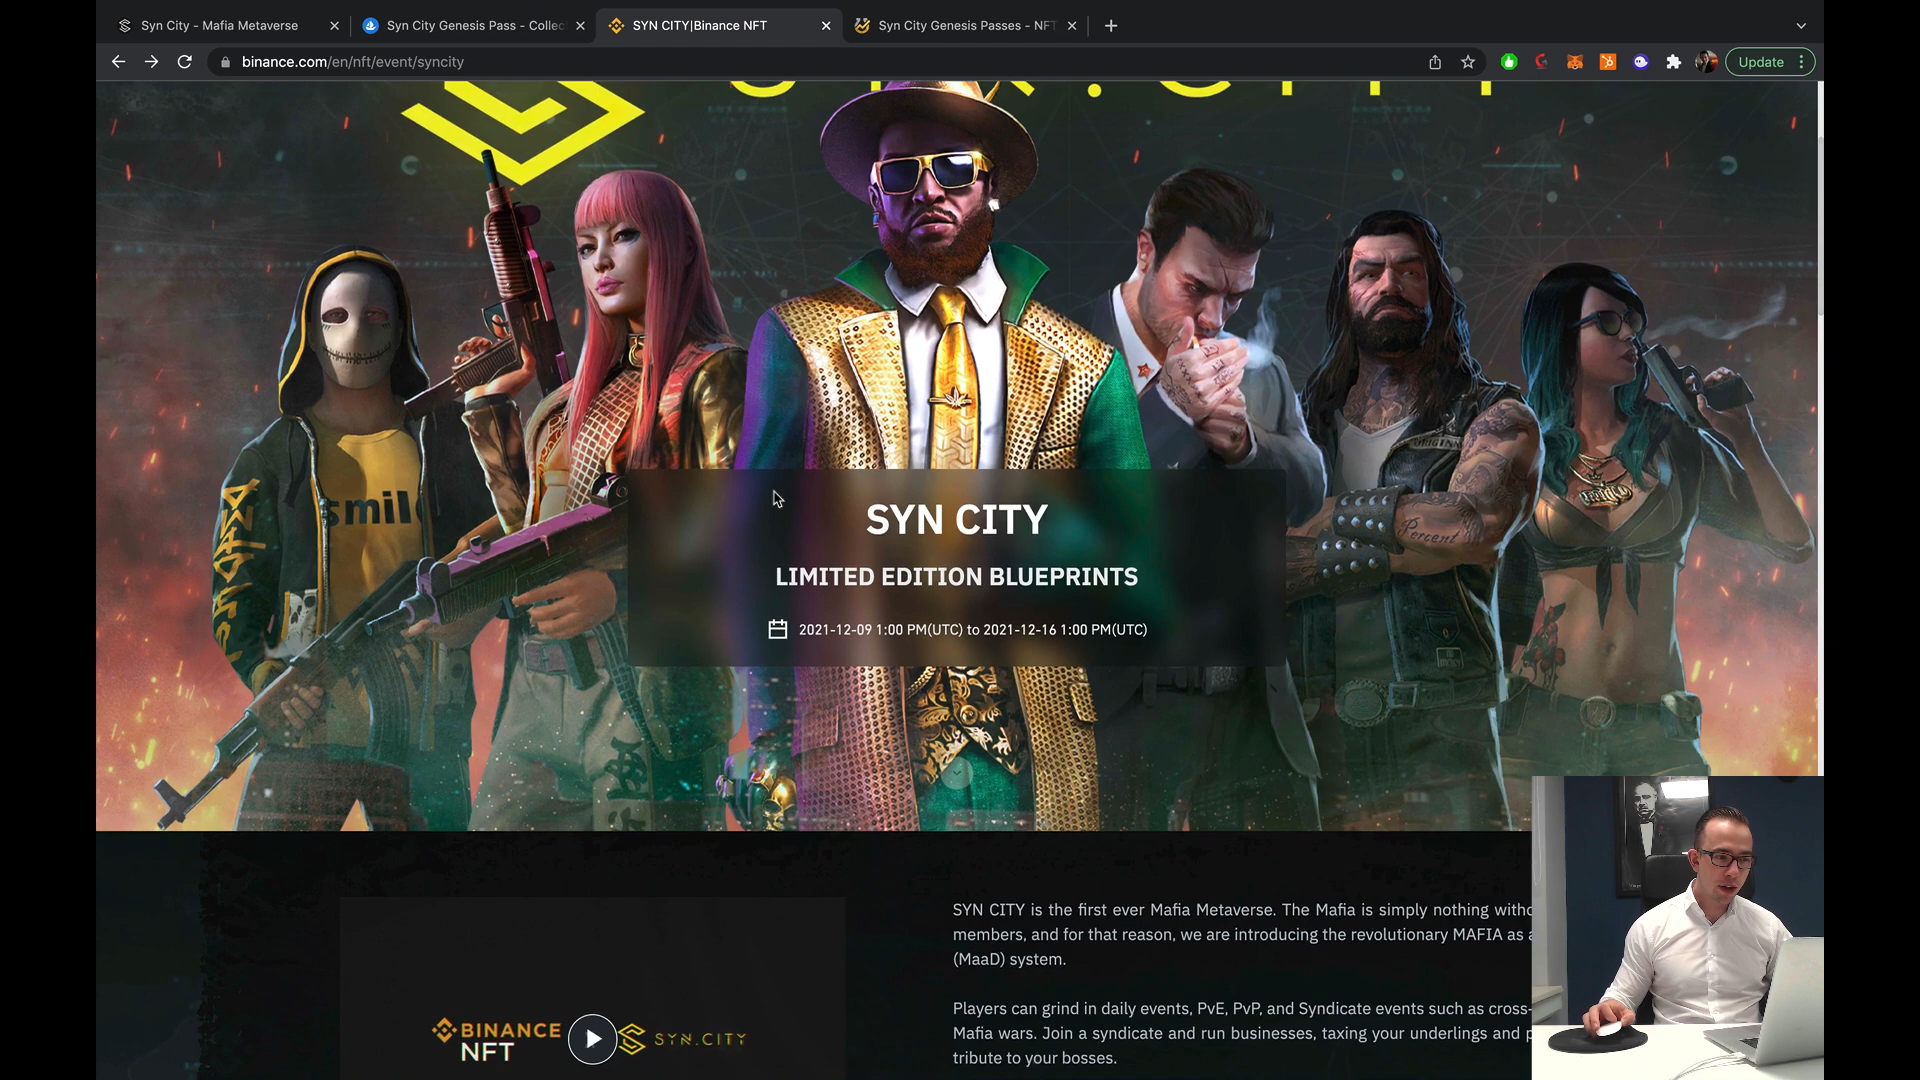 Syn City - Mafia Metaverse
Syn City Genesis Pass - Collec
SYN CITY|Binance NFT
Syn City Genesis Passes - NFT
binance.com/en/nft/event/syncity
Update
smile
Percent
SYN CITY
LIMITED EDITION BLUEPRINTS
2021-12-09 1:00 PM(UTC) to 2021-12-16 1:00 PM(UTC)
SYN CITY is the first ever Mafia Metaverse. The Mafia is simply nothing witho
members, and for that reason, we are introducing the revolutionary MAFIA as a
(MaaD) system.
Players can grind in daily events, PvE, PvP, and Syndicate events such as cross-
Mafia wars. Join a syndicate and run businesses, taxing your underlings and p
tribute to your bosses.
BINANCE
NFT
SYN.CITY